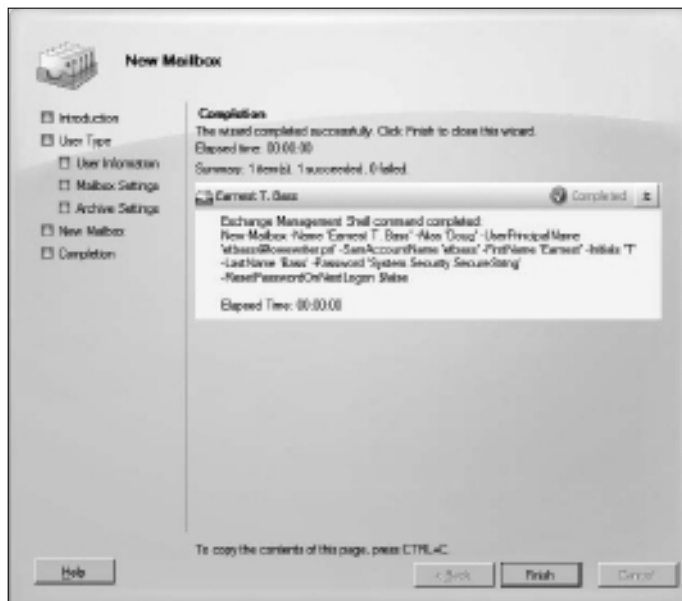 New Mailbox
Introduction
User Type
User Information
Mailbox Settings
Archive Settings
New Mailbox
Completion
Completion
The wizard completed successfully. Click Finish to close this wizard.
Elapsed time: 00:00:00
Summary: 1 item(s). 1 succeeded, 0 failed.
Earnest T. Bass
Completed
Exchange Management Shell command completed:
New-Mailbox -Name 'Earnest T. Bass' -Alias 'Doug' -UserPrincipalName
-SamAccountName 'etbass' -FirstName 'Earnest' -Initials 'T'
-LastName 'Bass' -Password 'System.Security.SecureString'
-ResetPasswordOnNextLogon $false
Elapsed Time: 00:00:00
To copy the contents of this page, press CTRL+C.
Help
< Back
Finish
Cancel